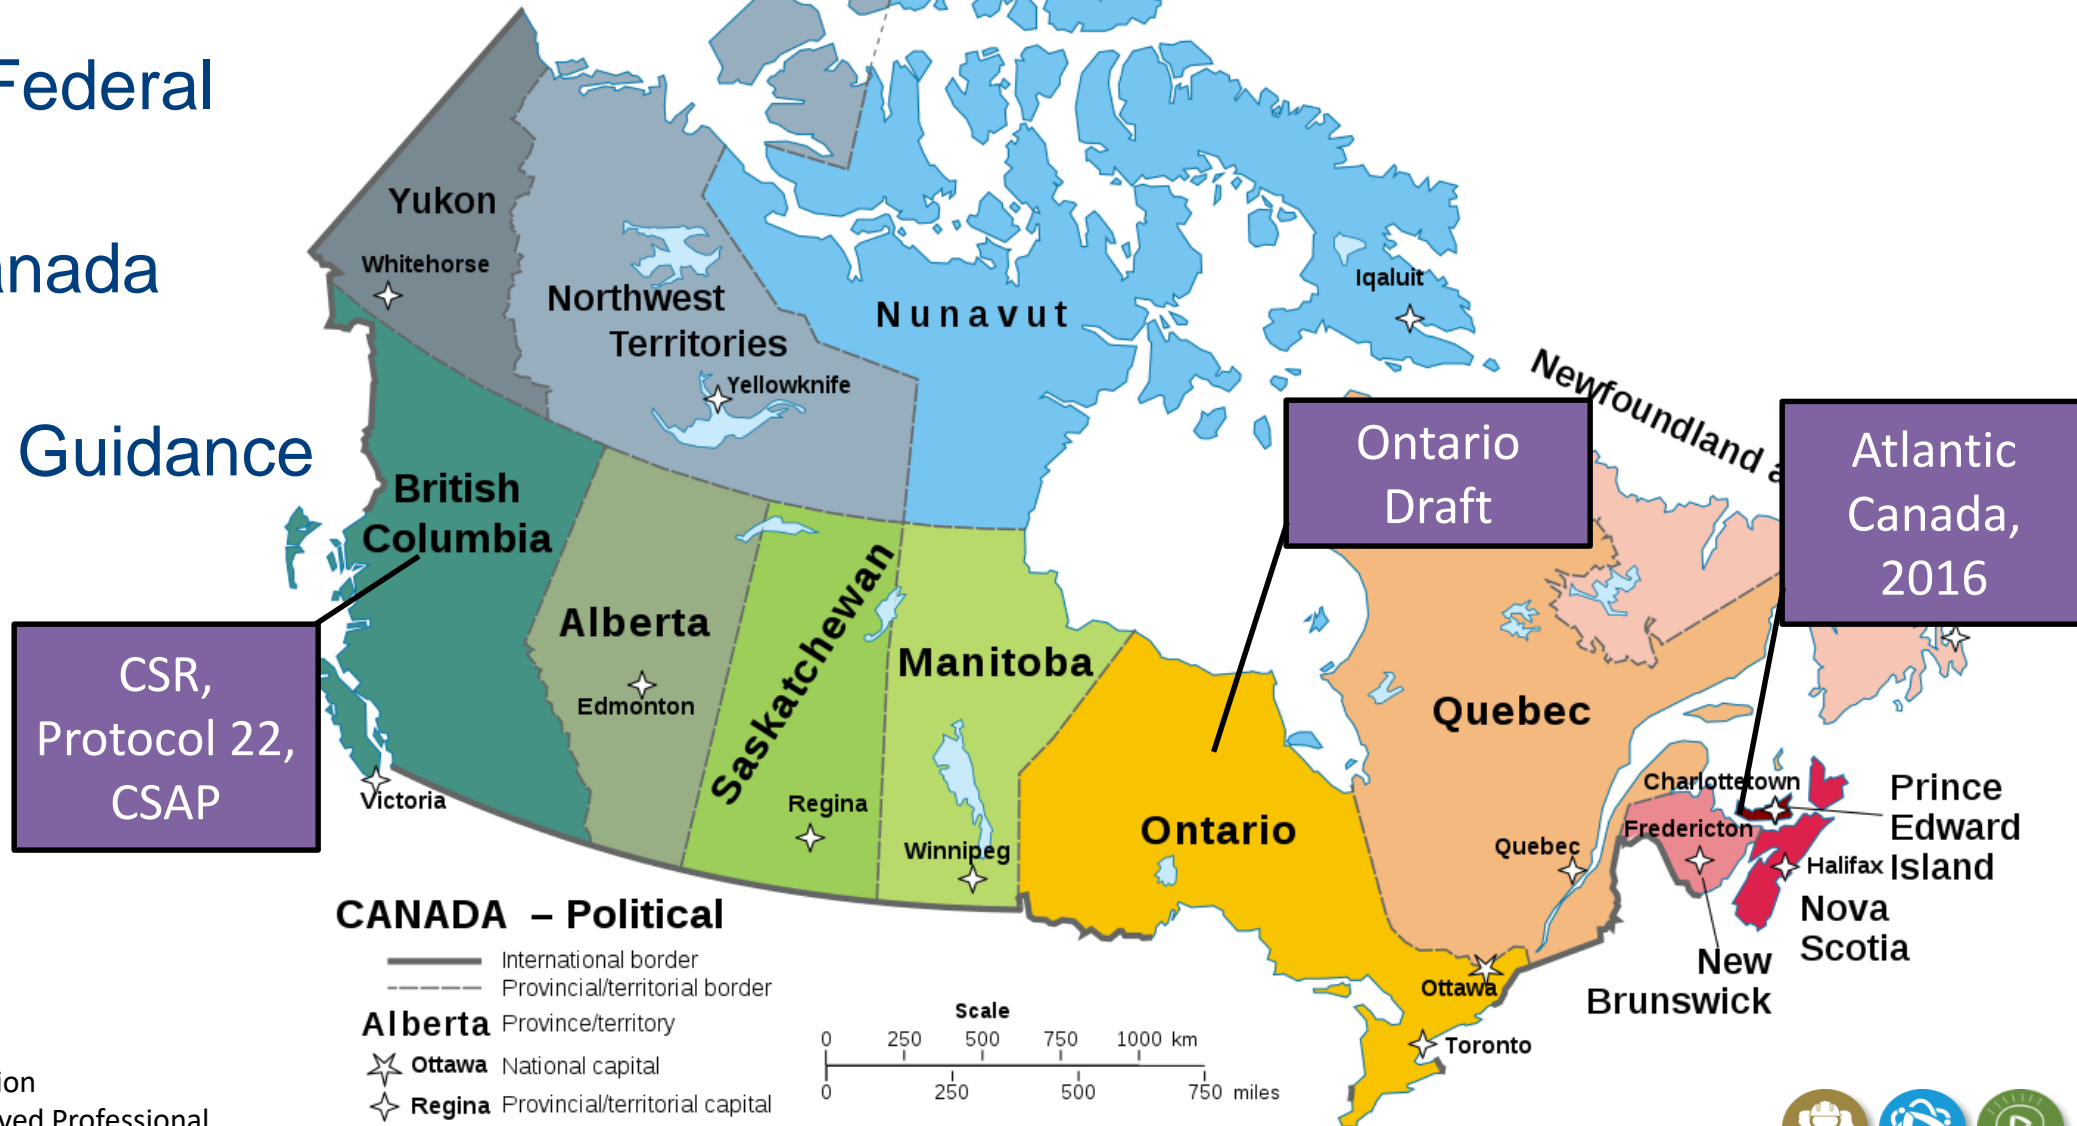 Federal
Canada
Guidance
Yukon
Whitehorse
Northwest
Territories
Yellowknife
Nunavut
Iqaluit
Newfoundland
British
Columbia
Alberta
Edmonton
Saskatchewan
Regina
Manitoba
Winnipeg
Victoria
CSR,
Protocol 22,
CSAP
Ontario
Draft
Atlantic
Canada,
2016
Ontario
Quebec
Quebec
Charlottetown
Fredericton
Halifax
Prince
Edward
Island
Nova
Scotia
New
Brunswick
Ottawa
Toronto
CANADA – Political
International border
Provincial/territorial border
Alberta Province/territory
Ottawa National capital
Regina Provincial/territorial capital
Scale
0 250 500 750 1000 km
0 250 500 750 miles
Professional